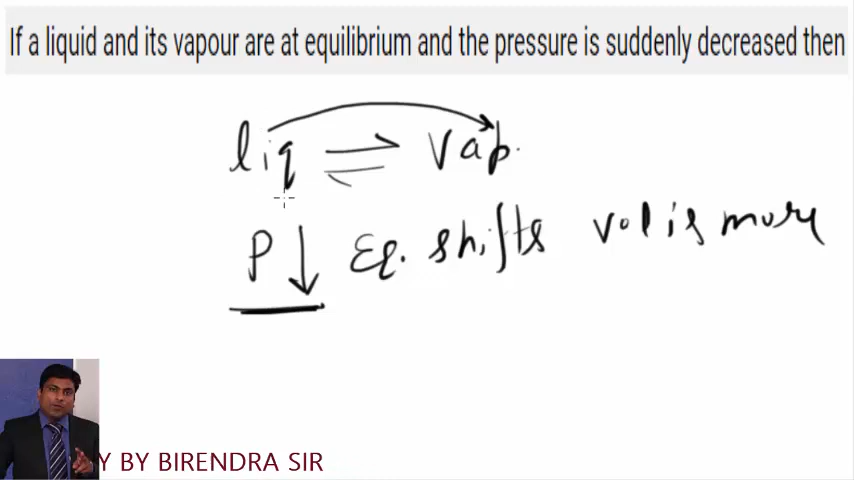 If a liquid and its vapour are at equilibrium and the pressure is suddenly decreased then
liq ⇌ vap.
P ↓ Eq. shifts vol is more
Y BY BIRENDRA SIR